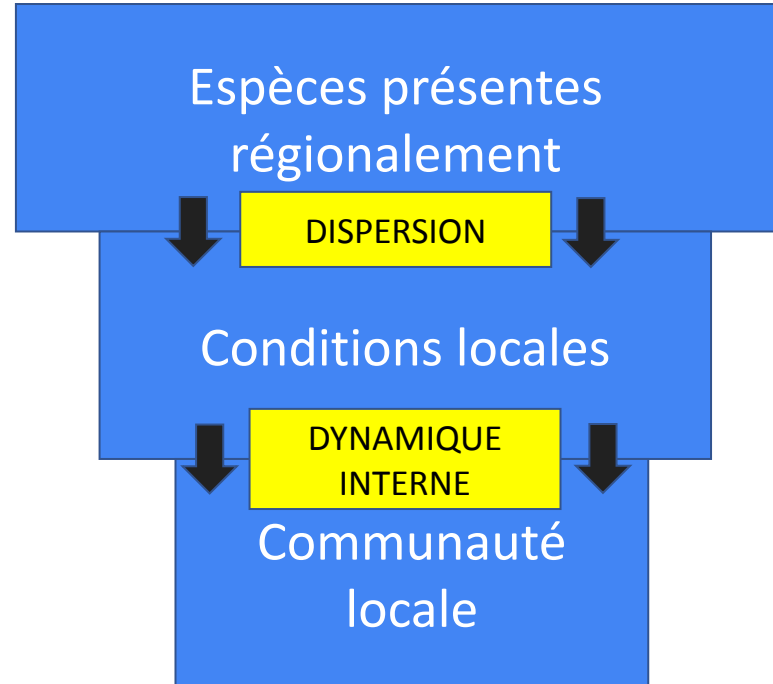 Espèces présentes
régionalement
DISPERSION
Conditions locales
DYNAMIQUE
INTERNE
Communauté
locale